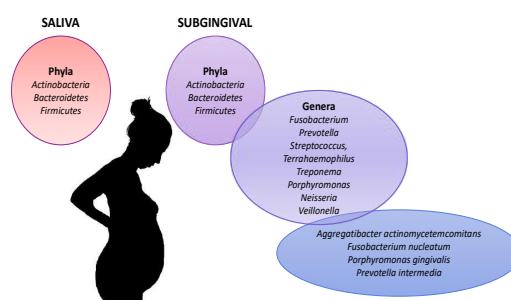 SALIVA
Phyla
Actinobacteria
Bacteroidetes
Firmicutes
SUBGINGIVAL
Phyla
Actinobacteria
Bacteroidetes
Firmicutes
Genera
Fusobacterium
Prevotella
Streptococcus,
Terrahaemophilus
Treponema
Porphyromonas
Neisseria
Veillonella
Aggregatibacter actinomycetemcomitans
Fusobacterium nucleatum
Porphyromonas gingivalis
Prevotella intermedia